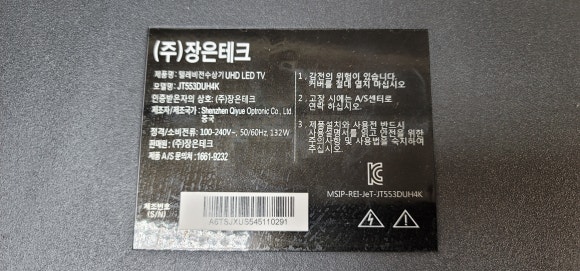 (주)장은테크
제품명: 텔레비전수상기 UHD LED TV
모델명: JT553DUH4K
인증받은자의 상호: (주)장은테크
제조자/제조국가: Shenzhen Qiyue Optronic Co., Ltd.
중국
정격/소비전류: 100-240V~, 50/60Hz, 132W
판매원: (주)장은테크
제품 A/S 문의처: 1661-9232
제조번호
(S/N)
A6TSJXUS545110291
1. 감전의 위험이 있습니다.
커버를 절대 열지 마십시오
2. 고장 시에는 A/S센터로
연락 하십시오.
3. 제품설치와 사용전 반드시
사용설명서를 읽고 안전을 위한
주의사항 및 사용법을 숙지하여
주십시오.
MSIP-REI-JeT-JT553DUH4K